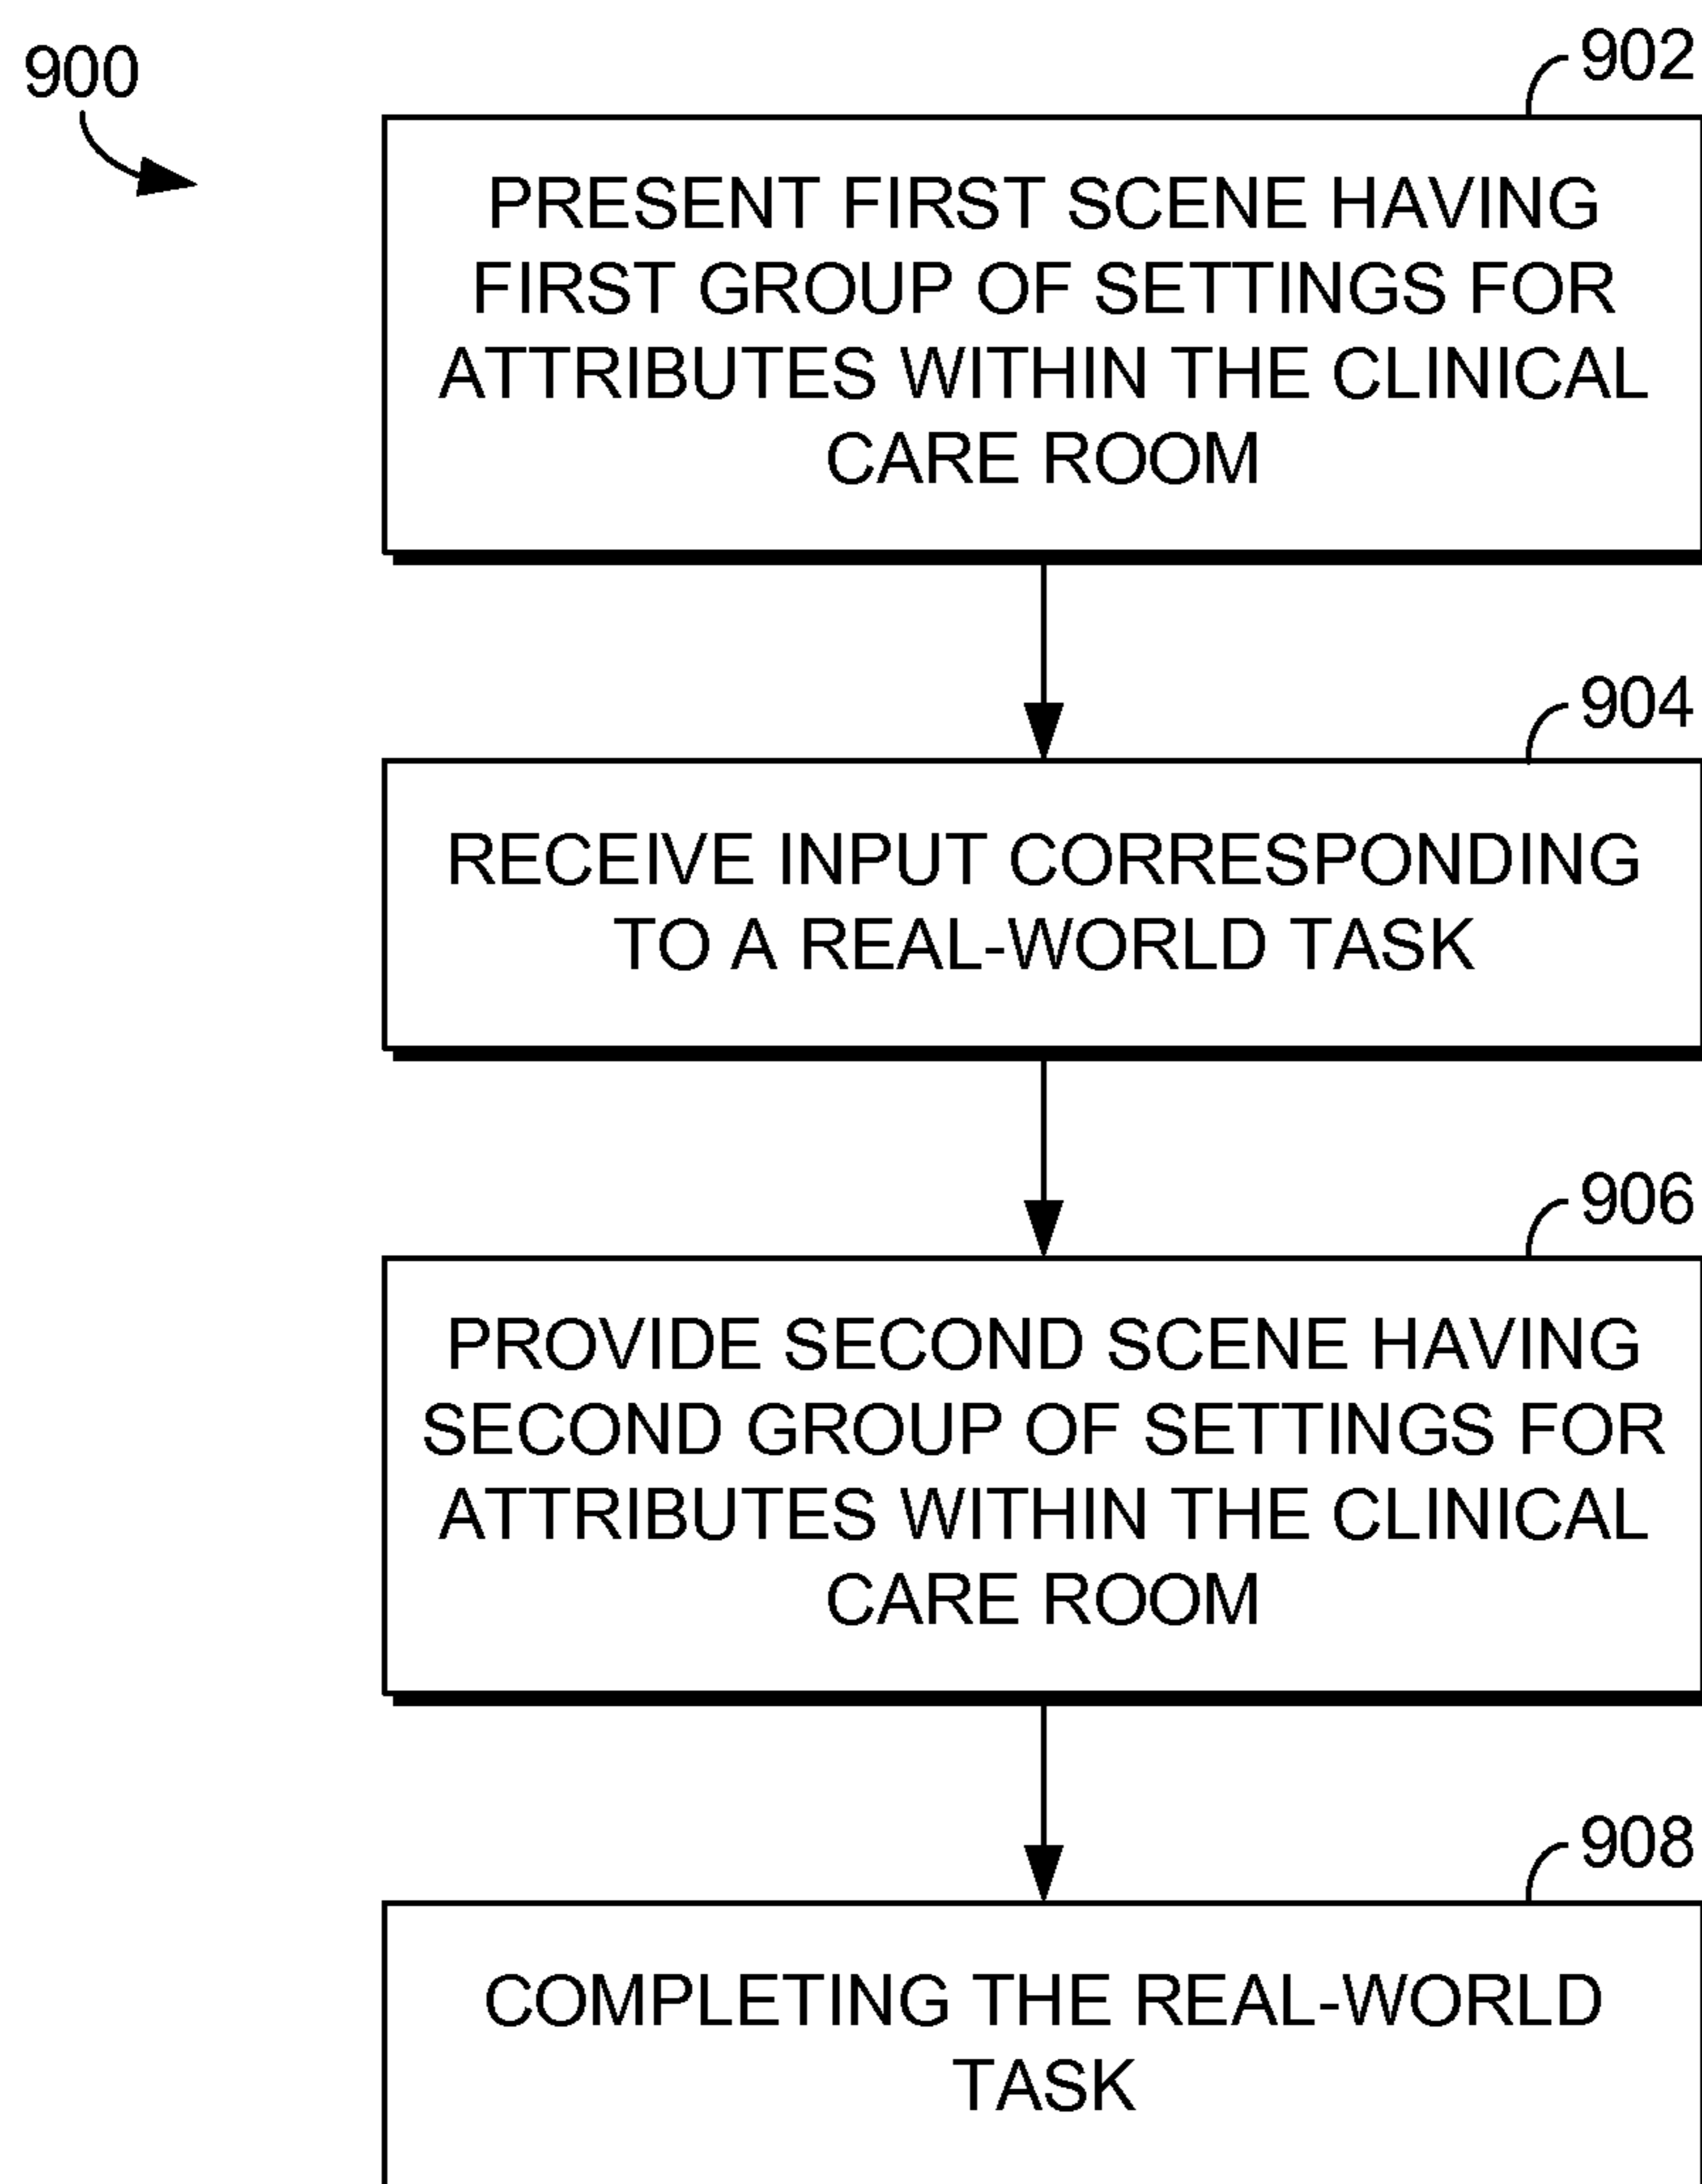 900
902
PRESENT FIRST SCENE HAVING
FIRST GROUP OF SETTINGS FOR
ATTRIBUTES WITHIN THE CLINICAL
CARE ROOM
904
RECEIVE INPUT CORRESPONDING
TO A REAL-WORLD TASK
906
PROVIDE SECOND SCENE HAVING
SECOND GROUP OF SETTINGS FOR
ATTRIBUTES WITHIN THE CLINICAL
CARE ROOM
908
COMPLETING THE REAL-WORLD
TASK